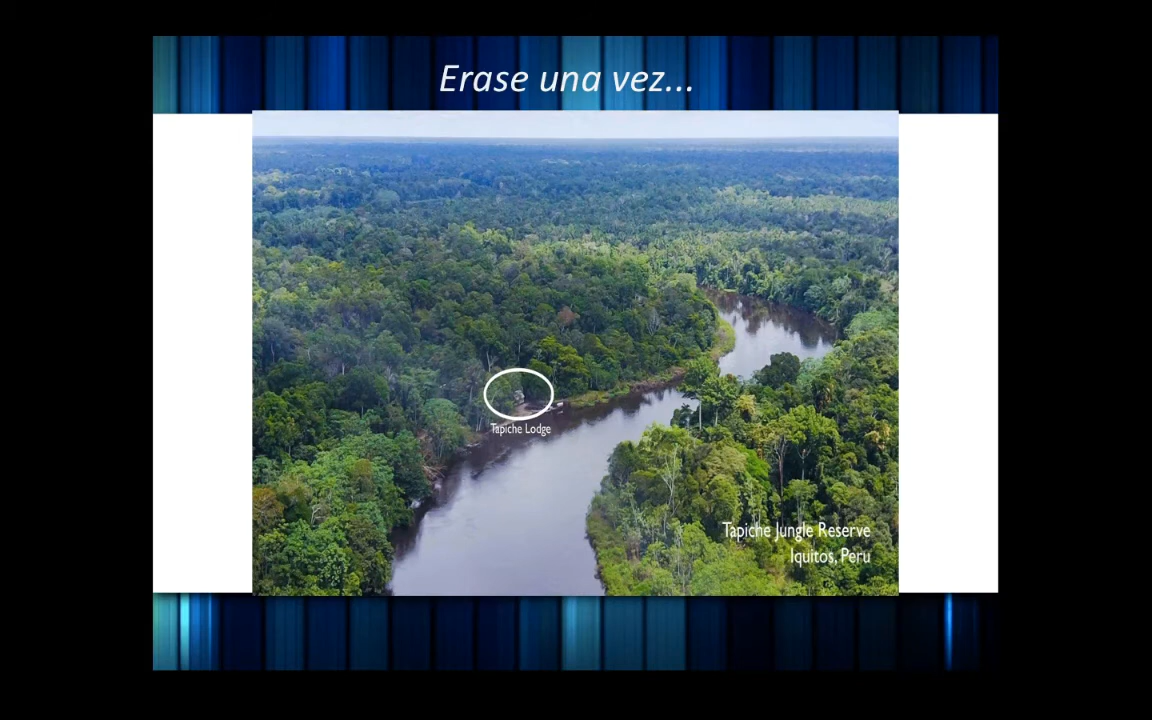 Erase una vez...
Tapiche Lodge
Tapiche Jungle Reserve
Iquitos, Peru